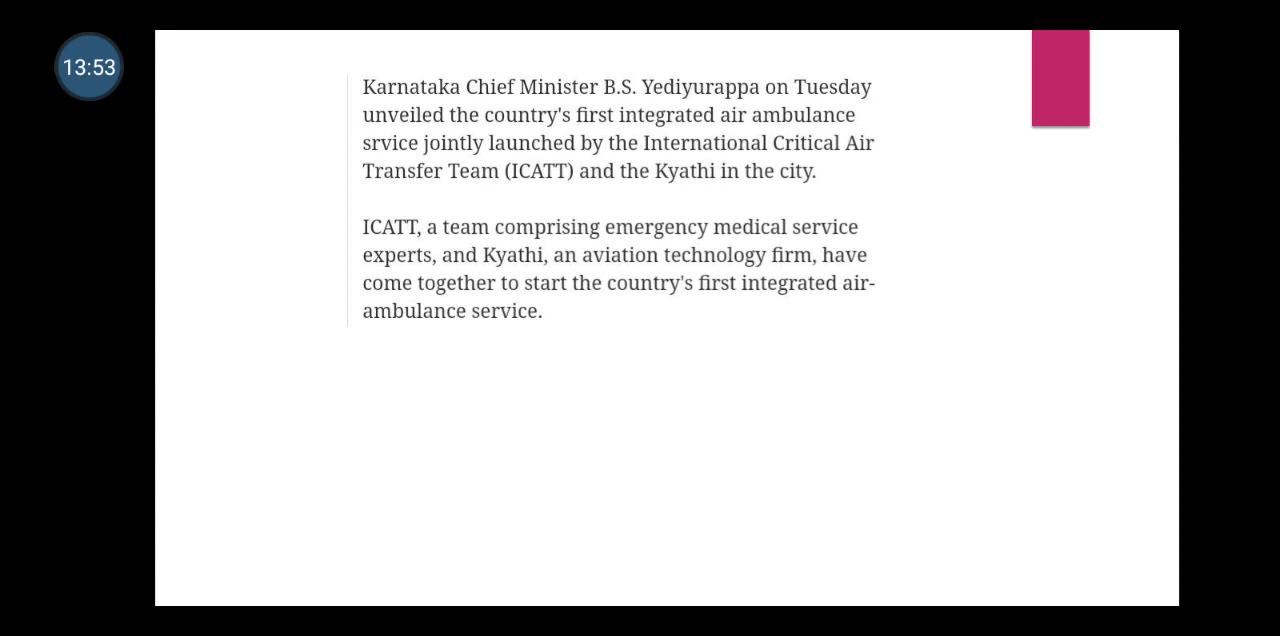 13:53
Karnataka Chief Minister B.S. Yediyurappa on Tuesday
unveiled the country's first integrated air ambulance
srvice jointly launched by the International Critical Air
Transfer Team (ICATT) and the Kyathi in the city.
ICATT, a team comprising emergency medical service
experts, and Kyathi, an aviation technology firm, have
come together to start the country's first integrated air-
ambulance service.